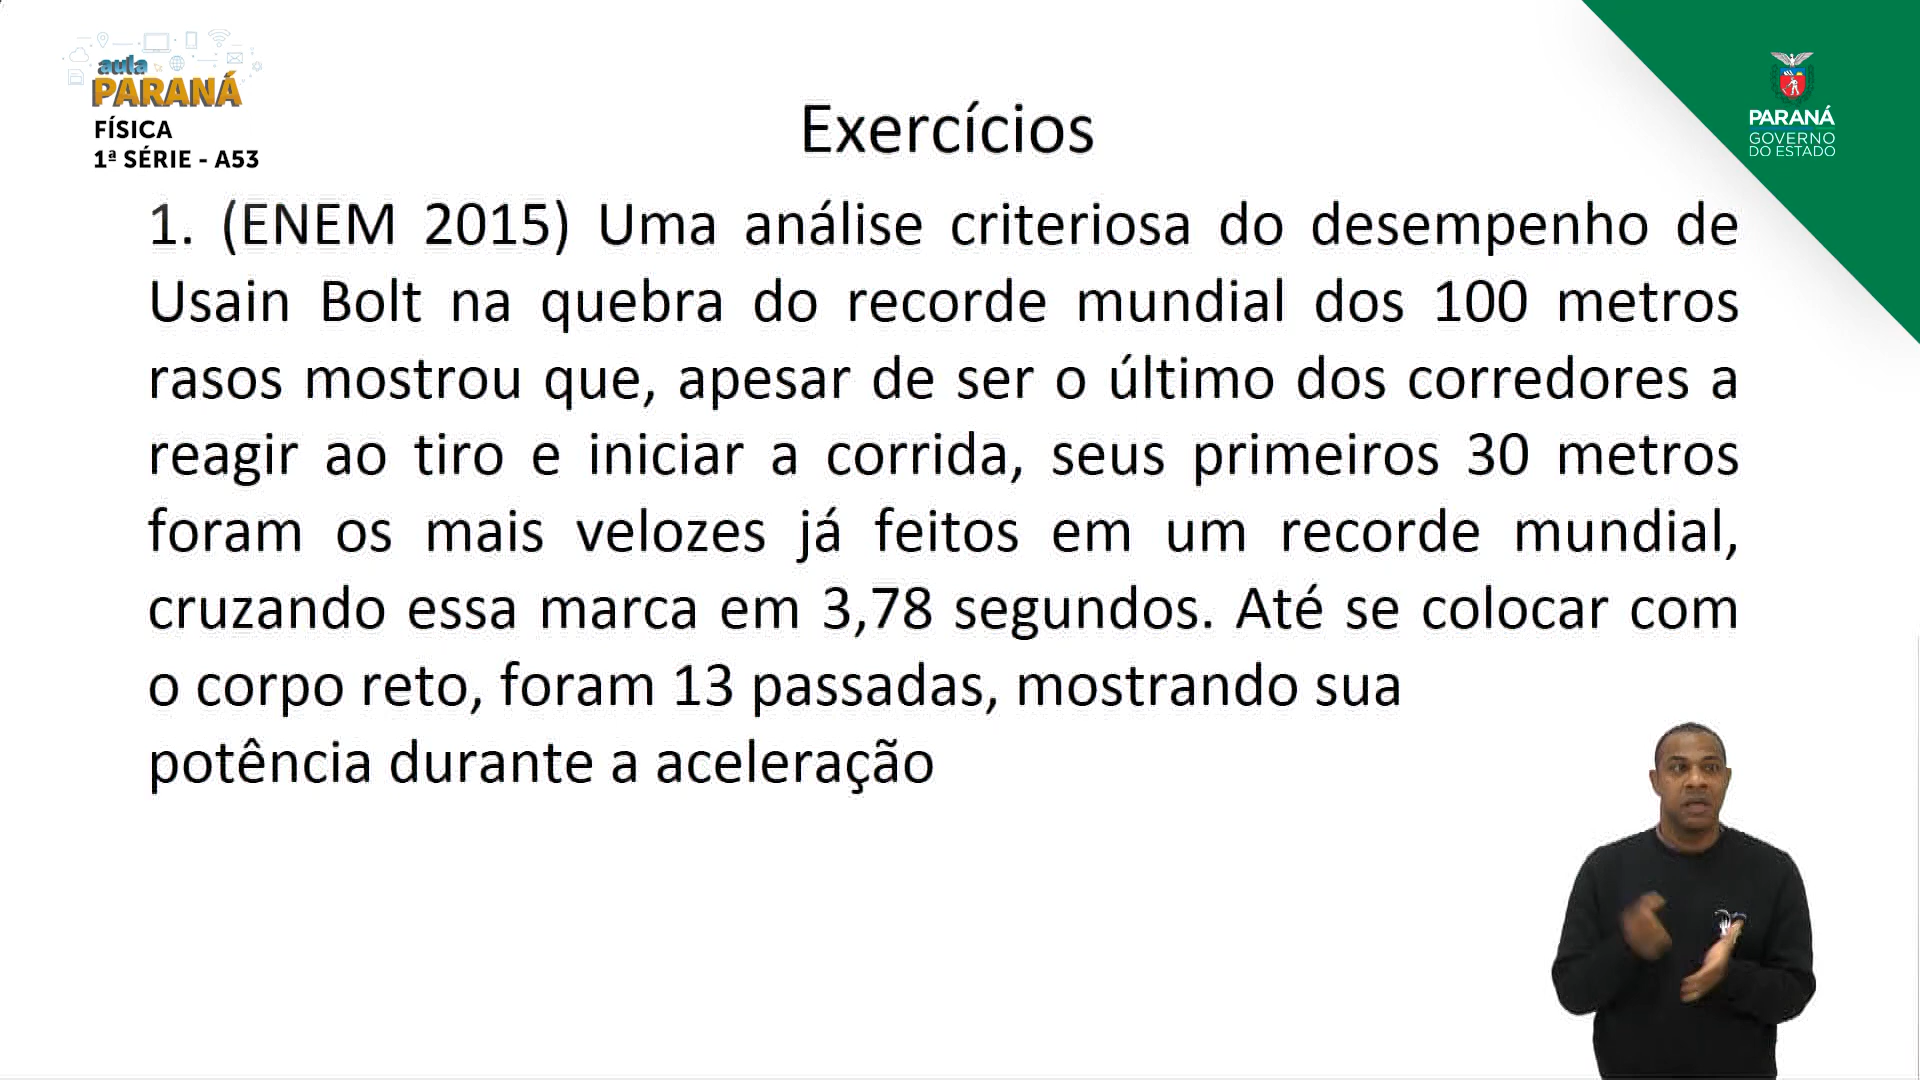 aula
PARANÁ
FÍSICA
1ª SÉRIE - A53
PARANÁ
GOVERNO
DO ESTADO
Exercícios
1. (ENEM 2015) Uma análise criteriosa do desempenho de
Usain Bolt na quebra do recorde mundial dos 100 metros
rasos mostrou que, apesar de ser o último dos corredores a
reagir ao tiro e iniciar a corrida, seus primeiros 30 metros
foram os mais velozes já feitos em um recorde mundial,
cruzando essa marca em 3,78 segundos. Até se colocar com
o corpo reto, foram 13 passadas, mostrando sua
potência durante a aceleração